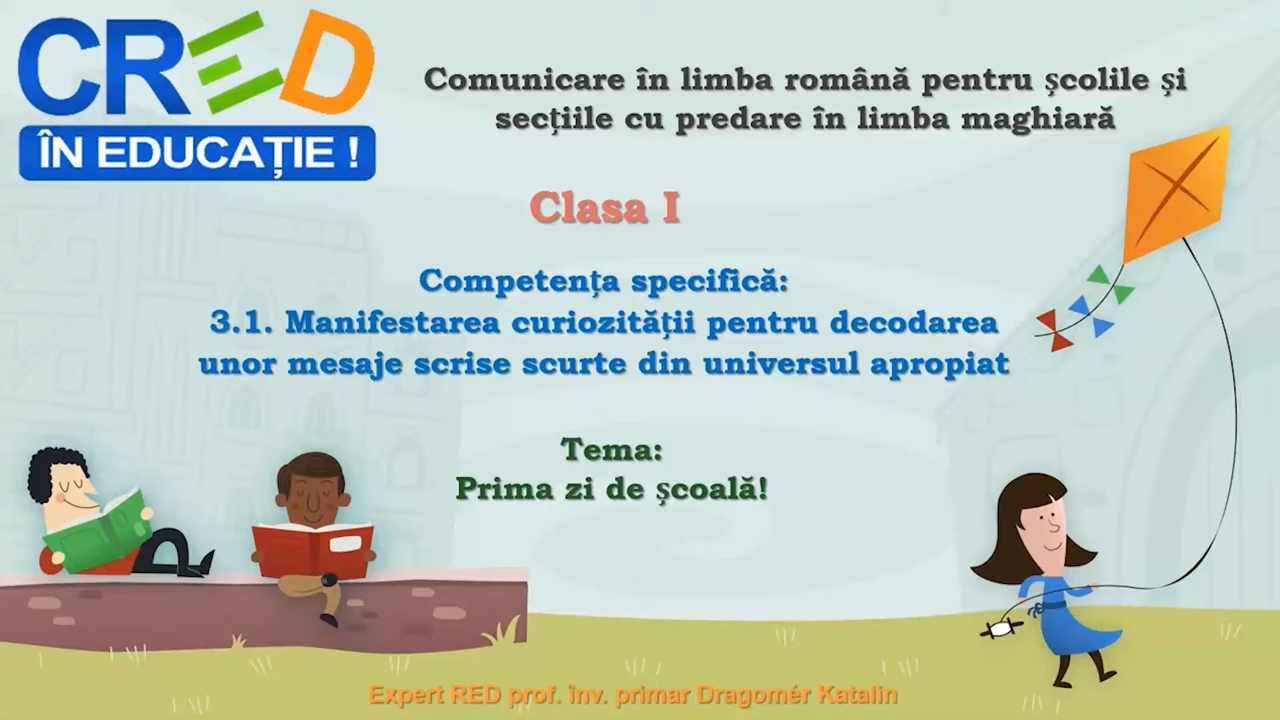 CRED
ÎN EDUCAȚIE !
Comunicare în limba română pentru școlile și
secțiile cu predare în limba maghiară
Clasa I
Competența specifică:
3.1. Manifestarea curiozității pentru decodarea
unor mesaje scrise scurte din universul apropiat
Tema:
Prima zi de școală!
Expert RED prof. înv. primar Dragomér Katalin